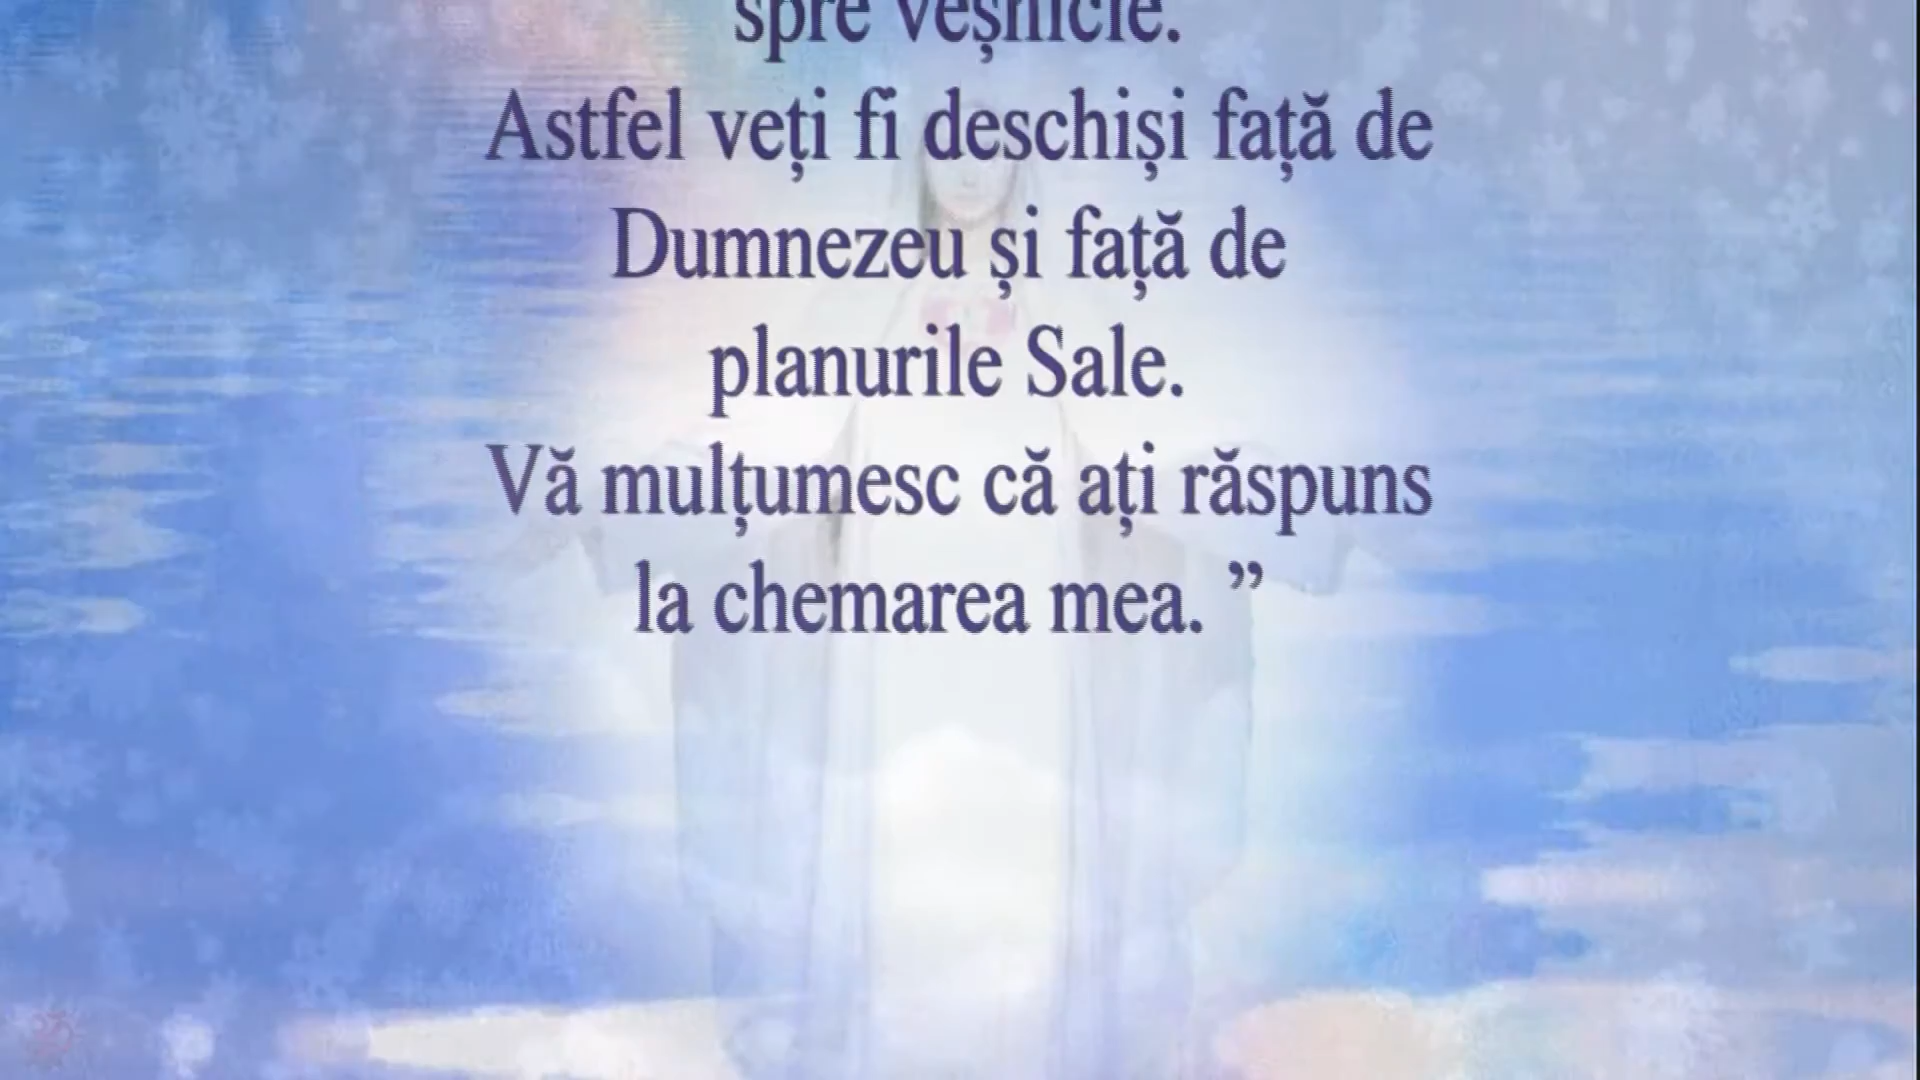 spre veșnicie.
Astfel veți fi deschiși față de
Dumnezeu și față de
planurile Sale.
Vă mulțumesc că ați răspuns
la chemarea mea. ”